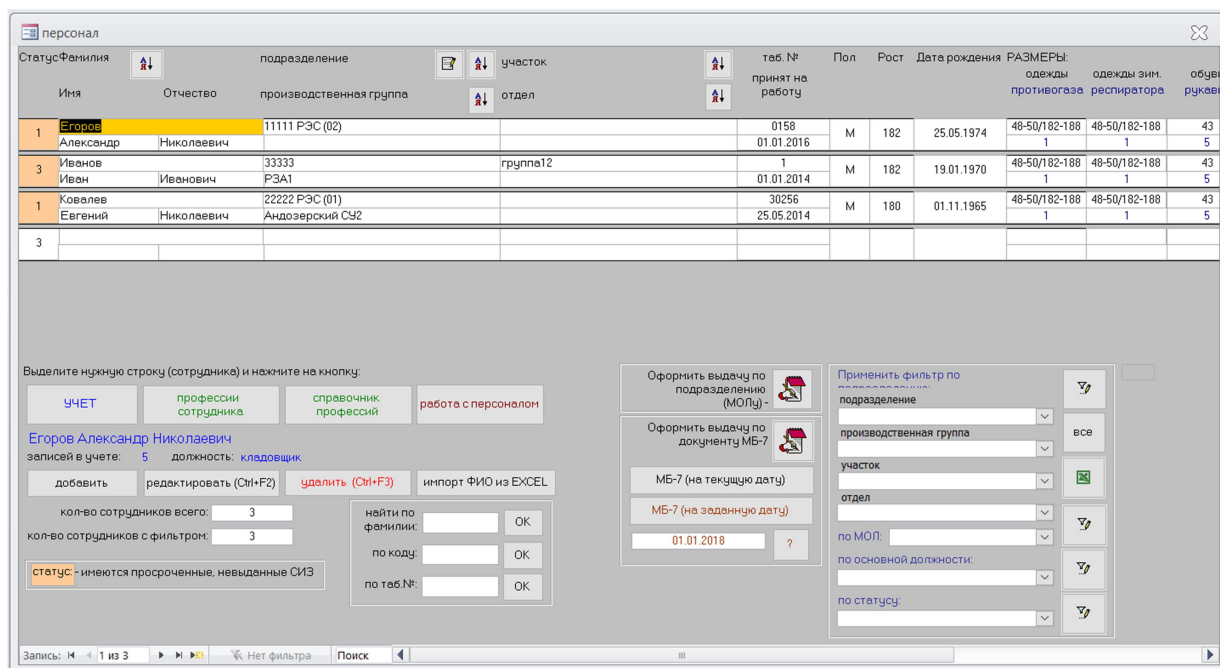 персонал
Статус Фамилия подразделение участок таб. № Пол Рост Дата рождения РАЗМЕРЫ:
принят на работу одежды одежды зим. обуви
Имя Отчество производственная группа отдел противогаза респиратора
1 Егоров 11111 РЭС (02) 0158 М 182 25.05.1974 48-50/182-188 48-50/182-188 43
Александр Николаевич 01.01.2016 1 1 5
3 Иванов 33333 группа12 1 М 182 19.01.1970 48-50/182-188 48-50/182-188 43
Иван Иванович РЗА1 01.01.2014 1 1 5
1 Ковалев 22222 РЭС (01) 30256 М 180 01.11.1965 48-50/182-188 48-50/182-188 43
Евгений Николаевич Андозерский СУ2 25.05.2014 1 1 5
3
Выделите нужную строку (сотрудника) и нажмите на кнопку:
УЧЕТ
профессии сотрудника
справочник профессий
работа с персоналом
Егоров Александр Николаевич
записей в учете: 5 должность: кладовщик
добавить
редактировать (Ctrl+F2)
удалить (Ctrl+F3)
импорт ФИО из EXCEL
кол-во сотрудников всего: 3
кол-во сотрудников с фильтром: 3
статус: - имеются просроченные, невыданные СИЗ
найти по
фамилии: OK
по коду: OK
по таб.№: OK
Оформить выдачу по
подразделению
(МОЛу) -
Оформить выдачу по
документу МБ-7
МБ-7 (на текущую дату)
МБ-7 (на заданную дату)
01.01.2018 ?
Применить фильтр по
подразделение
все
производственная группа
участок
отдел
по МОЛ:
по основной должности:
по статусу:
Запись: 1 из 3 Нет фильтра Поиск